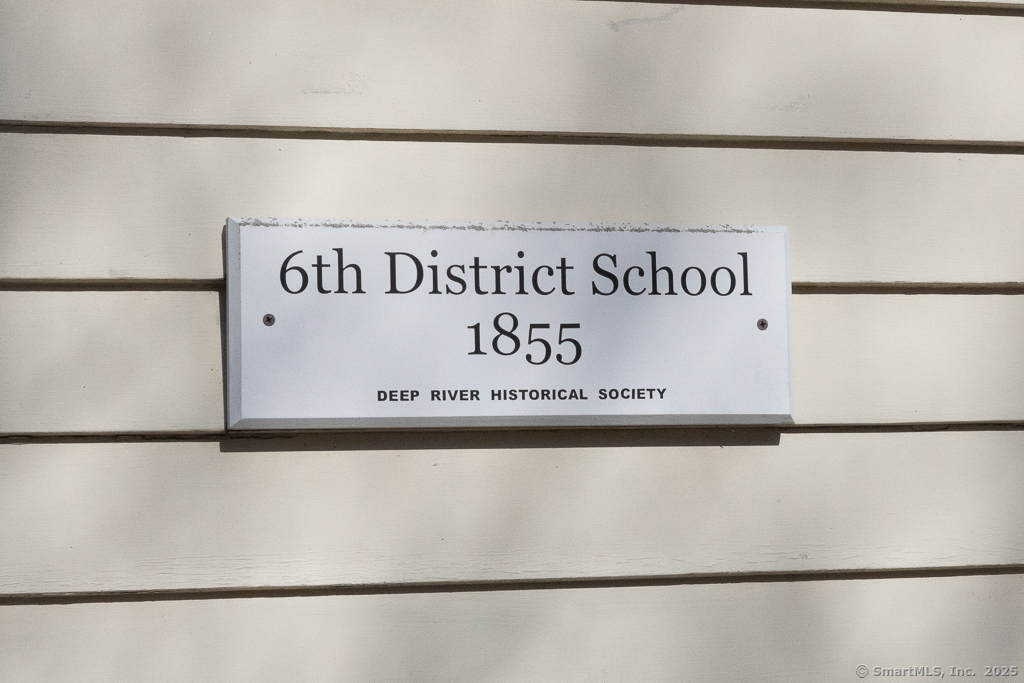 6th District School
1855
DEEP RIVER HISTORICAL SOCIETY
© SmartMLS, Inc. 2025